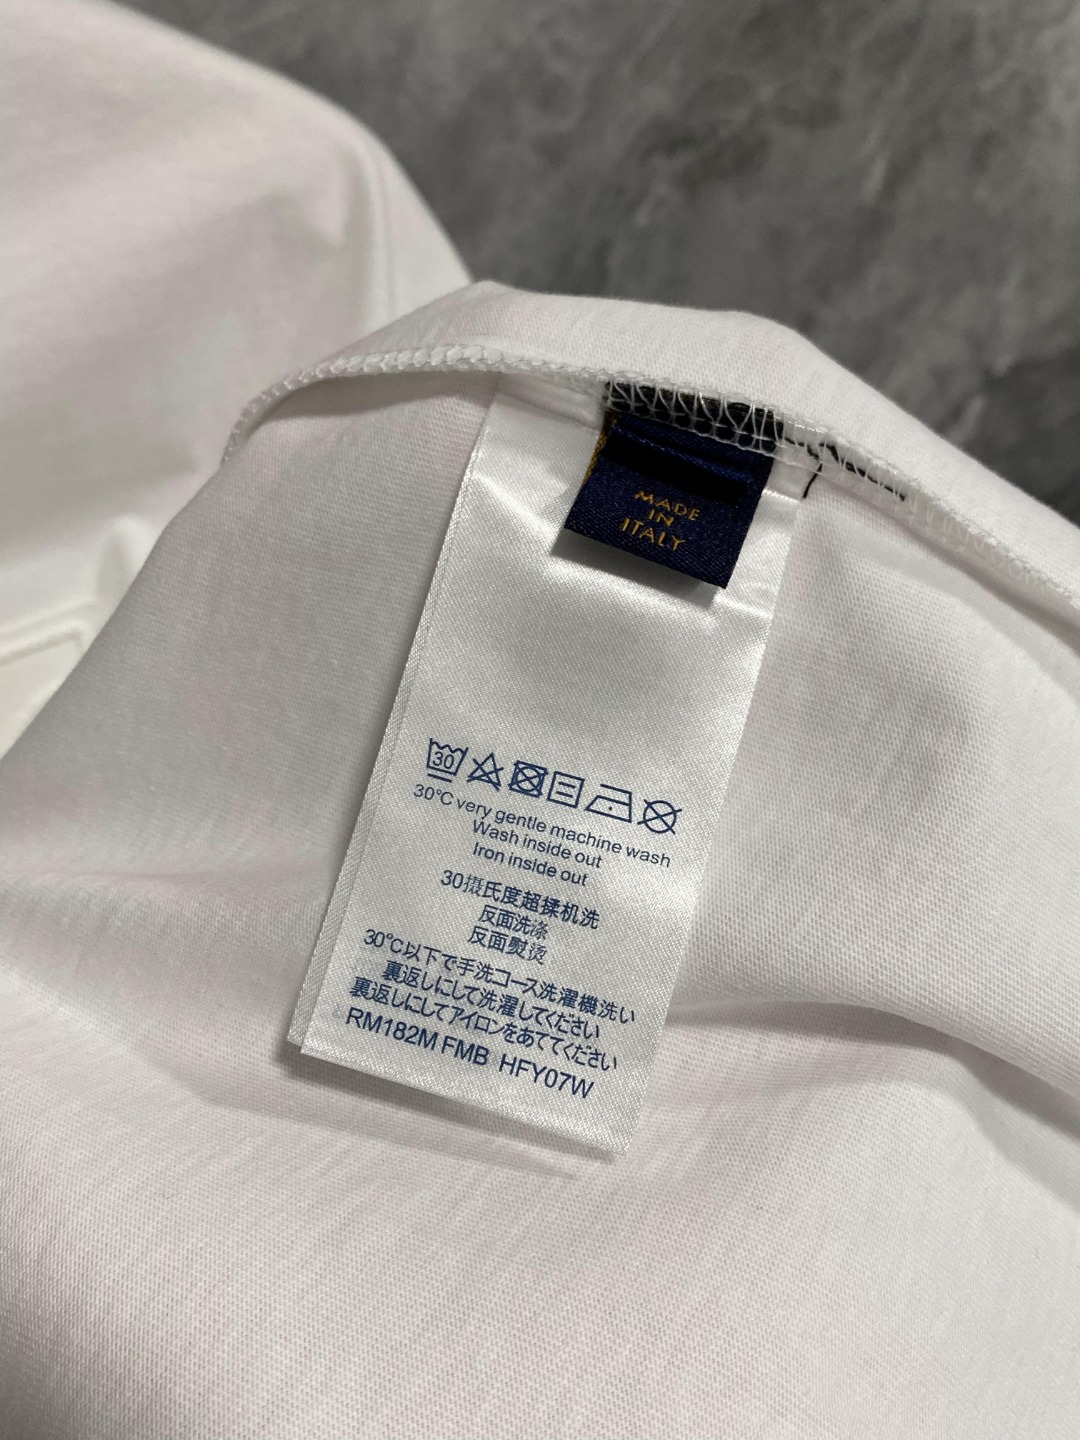 MADE
IN
ITALY
30
30°C very gentle machine wash
Wash inside out
Iron inside out
30摄氏度超揉机洗
反面洗涤
反面熨烫
30°C以下で手洗コース洗濯機洗い
裏返しにして洗濯してください
裏返しにしてアイロンをあててください
RM182M FMB HFY07W